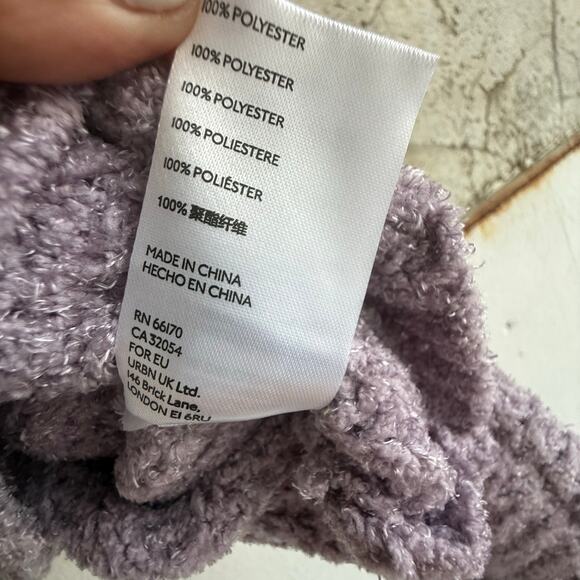 100% POLYESTER
100% POLYESTER
100% POLYESTER
100% POLIESTERE
100% POLIÉSTER
100% 聚酯纤维
MADE IN CHINA
HECHO EN CHINA
RN 66170
CA 32054
FOR EU
URBN UK Ltd.
146 Brick Lane,
LONDON E1 6RU